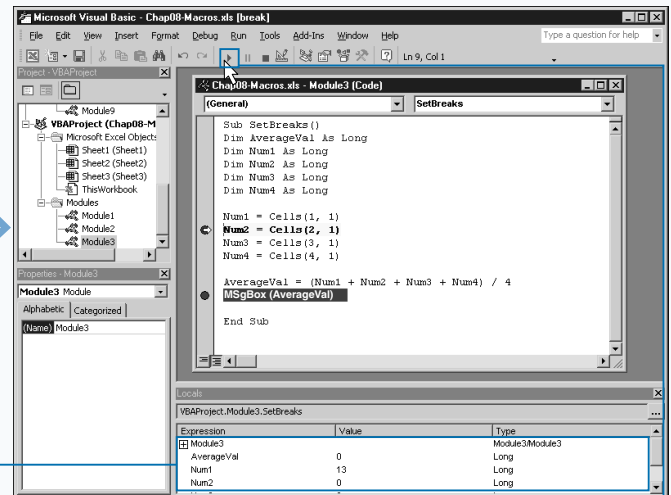 Microsoft Visual Basic - Chap08-Macros.xls [break]
File Edit View Insert Format Debug Run Tools Add-Ins Window Help
Type a question for help
Ln 9, Col 1
Project - VBAProject
Module9
VBAProject (Chap08-M
Microsoft Excel Objects
Sheet1 (Sheet1)
Sheet2 (Sheet2)
Sheet3 (Sheet3)
ThisWorkbook
Modules
Module1
Module2
Module3
Properties - Module3
Module3 Module
Alphabetic Categorized
(Name) Module3
Chap08-Macros.xls - Module3 (Code)
(General) SetBreaks
Sub SetBreaks()
Dim AverageVal As Long
Dim Num1 As Long
Dim Num2 As Long
Dim Num3 As Long
Dim Num4 As Long
Num1 = Cells(1, 1)
Num2 = Cells(2, 1)
Num3 = Cells(3, 1)
Num4 = Cells(4, 1)
AverageVal = (Num1 + Num2 + Num3 + Num4) / 4
MSgBox (AverageVal)
End Sub
Locals
VBAProject.Module3.SetBreaks
Expression Value Type
Module3 Module3/Module3
AverageVal 0 Long
Num1 13 Long
Num2 0 Long